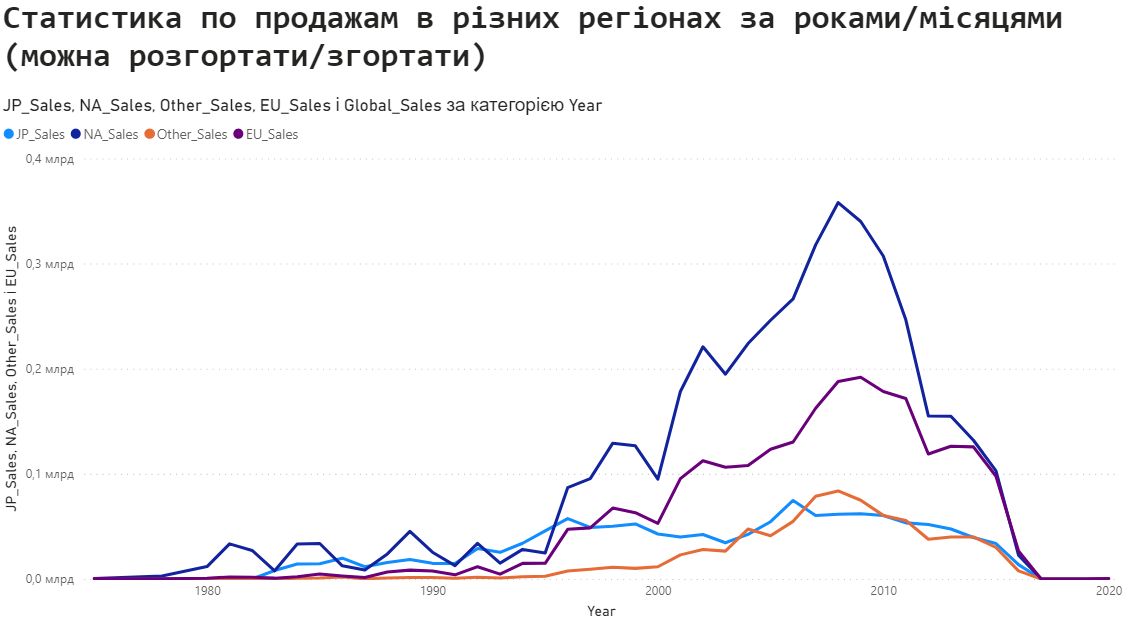 Статистика по продажам в різних регіонах за роками/місяцями
(можна розгортати/згортати)
JP_Sales, NA_Sales, Other_Sales, EU_Sales і Global_Sales за категорією Year
JP_Sales NA_Sales Other_Sales EU_Sales
0,4 млрд
0,3 млрд
0,2 млрд
0,1 млрд
0,0 млрд
JP_Sales, NA_Sales, Other_Sales і EU_Sales
1980 1990 2000 2010 2020
Year